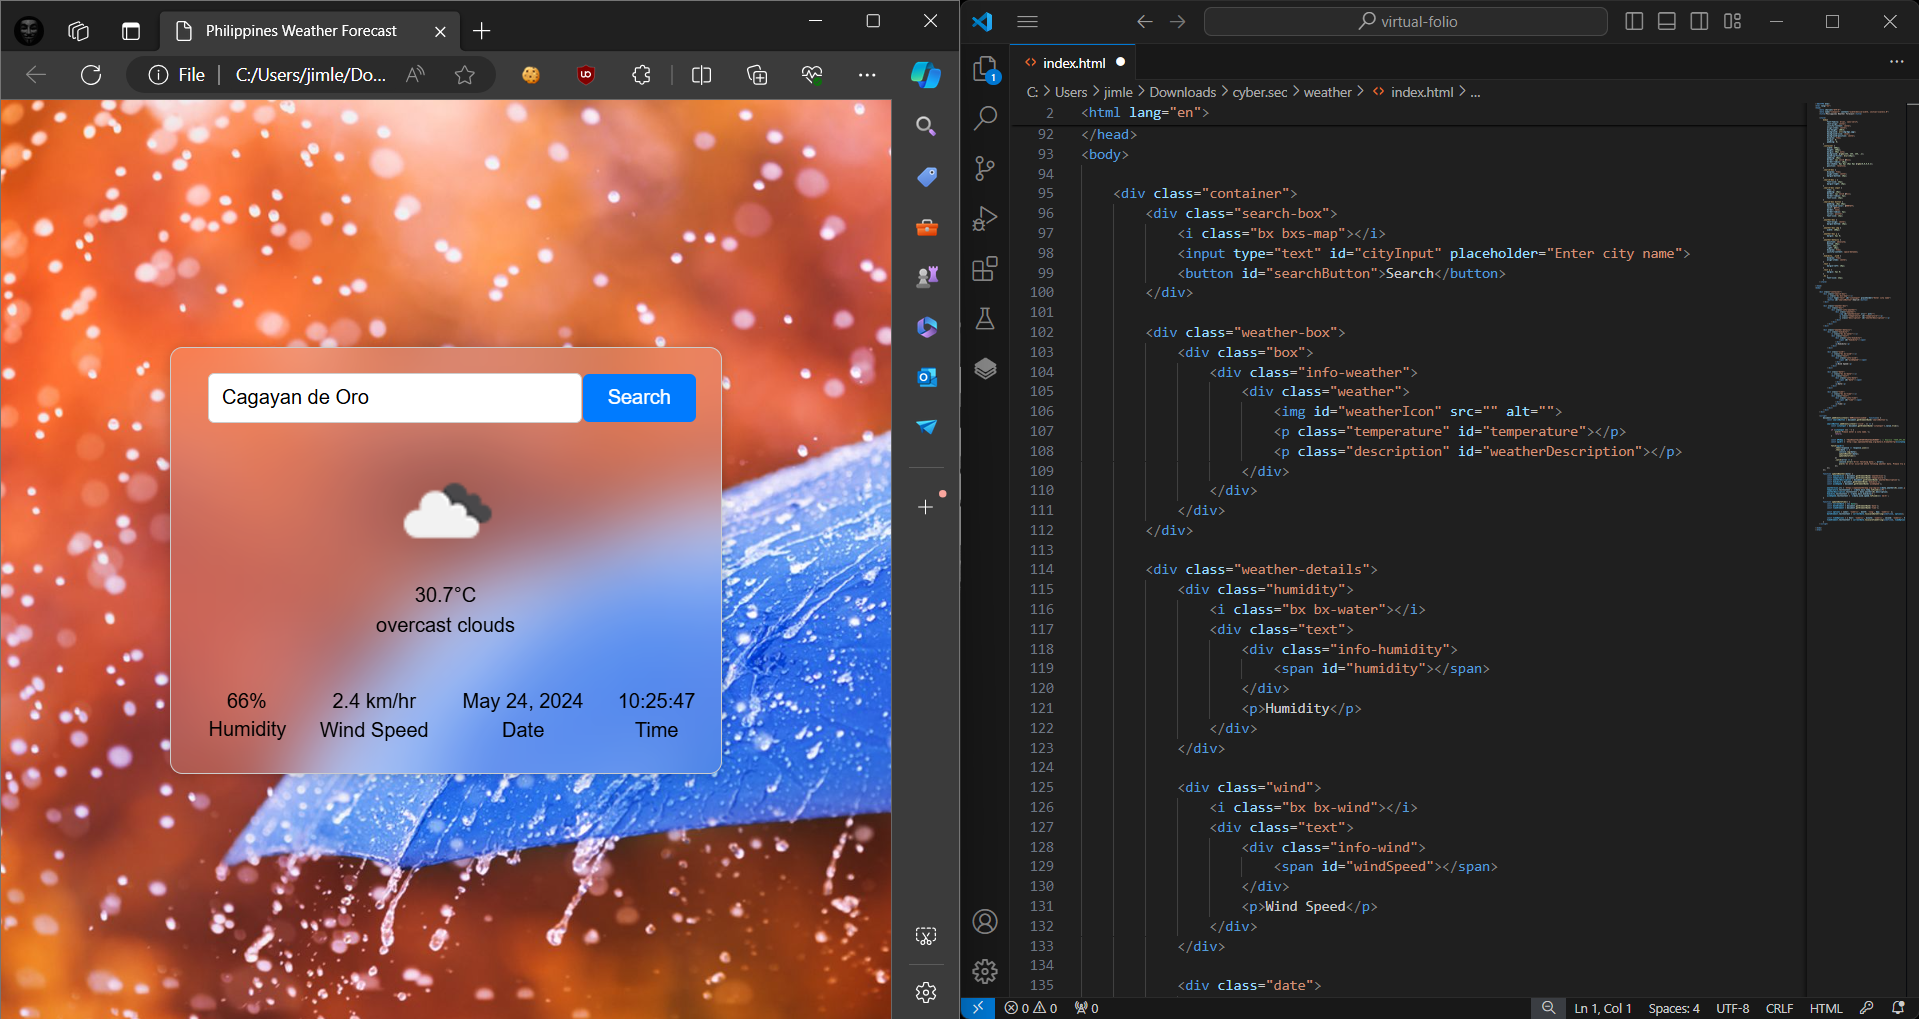 Philippines Weather Forecast
File
C:/Users/jimle/Do...
Cagayan de Oro
Search
30.7°C
overcast clouds
66%
Humidity
2.4 km/hr
Wind Speed
May 24, 2024
Date
10:25:47
Time
virtual-folio
index.html
C: > Users > jimle > Downloads > cyber.sec > weather > <> index.html > ...
1
2 <html lang="en">
92 </head>
93 <body>
94
95 <div class="container">
96 <div class="search-box">
97 <i class="bx bxs-map"></i>
98 <input type="text" id="cityInput" placeholder="Enter city name">
99 <button id="searchButton">Search</button>
100 </div>
101
102 <div class="weather-box">
103 <div class="box">
104 <div class="info-weather">
105 <div class="weather">
106 <img id="weatherIcon" src="" alt="">
107 <p class="temperature" id="temperature"></p>
108 <p class="description" id="weatherDescription"></p>
109 </div>
110 </div>
111 </div>
112 </div>
113
114 <div class="weather-details">
115 <div class="humidity">
116 <i class="bx bx-water"></i>
117 <div class="text">
118 <div class="info-humidity">
119 <span id="humidity"></span>
120 </div>
121 <p>Humidity</p>
122 </div>
123 </div>
124
125 <div class="wind">
126 <i class="bx bx-wind"></i>
127 <div class="text">
128 <div class="info-wind">
129 <span id="windSpeed"></span>
130 </div>
131 <p>Wind Speed</p>
132 </div>
133 </div>
134
135 <div class="date">
0 0 0 Ln 1, Col 1 Spaces: 4 UTF-8 CRLF HTML